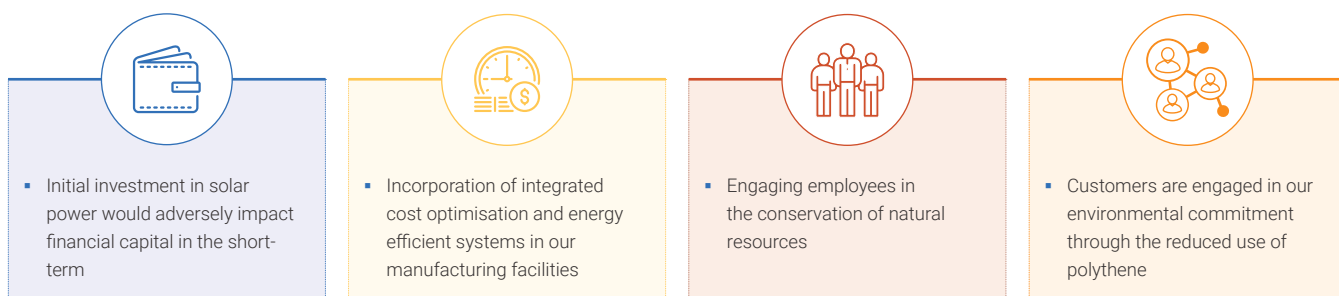 Initial investment in solar
power would adversely impact
financial capital in the short-
term
Incorporation of integrated
cost optimisation and energy
efficient systems in our
manufacturing facilities
Engaging employees in
the conservation of natural
resources
Customers are engaged in our
environmental commitment
through the reduced use of
polythene